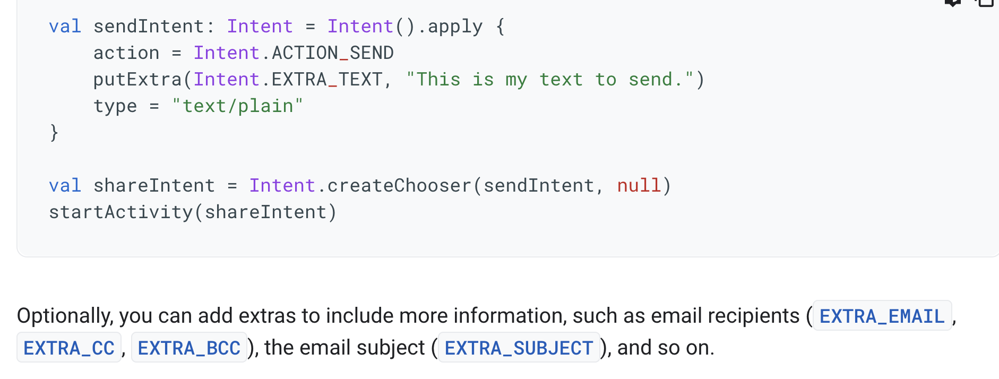 val sendIntent: Intent = Intent().apply {
    action = Intent.ACTION_SEND
    putExtra(Intent.EXTRA_TEXT, "This is my text to send.")
    type = "text/plain"
}
val shareIntent = Intent.createChooser(sendIntent, null)
startActivity(shareIntent)
Optionally, you can add extras to include more information, such as email recipients (EXTRA_EMAIL,
EXTRA_CC, EXTRA_BCC), the email subject (EXTRA_SUBJECT), and so on.